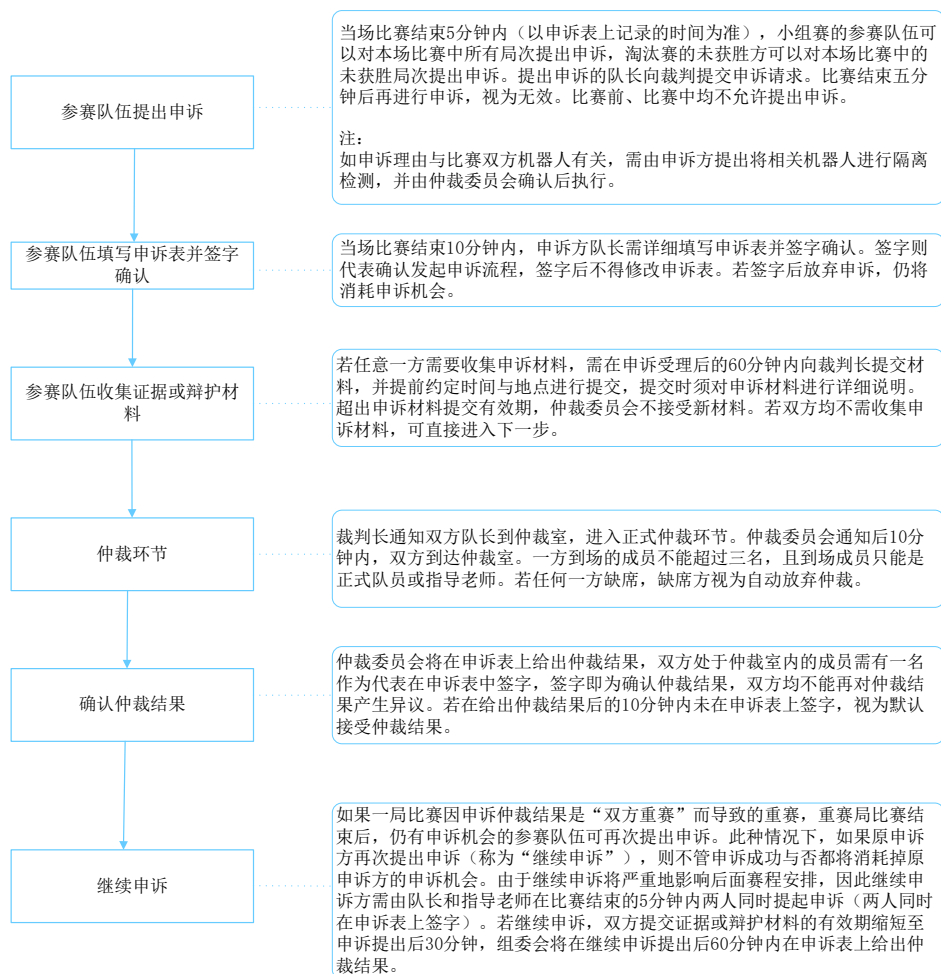 当场比赛结束5分钟内（以申诉表上记录的时间为准），小组赛的参赛队伍可
以对本场比赛中所有局次提出申诉，淘汰赛的未获胜方可以对本场比赛中的
未获胜局次提出申诉。提出申诉的队长向裁判提交申诉请求。比赛结束五分
钟后再进行申诉，视为无效。比赛前、比赛中均不允许提出申诉。
注：
如申诉理由与比赛双方机器人有关，需由申诉方提出将相关机器人进行隔离
检测，并由仲裁委员会确认后执行。
参赛队伍提出申诉
参赛队伍填写申诉表并签字
确认
当场比赛结束10分钟内，申诉方队长需详细填写申诉表并签字确认。签字则
代表确认发起申诉流程，签字后不得修改申诉表。若签字后放弃申诉，仍将
消耗申诉机会。
参赛队伍收集证据或辩护材
料
若任意一方需要收集申诉材料，需在申诉受理后的60分钟内向裁判长提交材
料，并提前约定时间与地点进行提交，提交时须对申诉材料进行详细说明。
超出申诉材料提交有效期，仲裁委员会不接受新材料。若双方均不需收集申
诉材料，可直接进入下一步。
仲裁环节
裁判长通知双方队长到仲裁室，进入正式仲裁环节。仲裁委员会通知后10分
钟内，双方到达仲裁室。一方到场的成员不能超过三名，且到场成员只能是
正式队员或指导老师。若任何一方缺席，缺席方视为自动放弃仲裁。
确认仲裁结果
仲裁委员会将在申诉表上给出仲裁结果，双方处于仲裁室内的成员需有一名
作为代表在申诉表中签字，签字即为确认仲裁结果，双方均不能再对仲裁结
果产生异议。若在给出仲裁结果后的10分钟内未在申诉表上签字，视为默认
接受仲裁结果。
继续申诉
如果一局比赛因申诉仲裁结果是“双方重赛”而导致的重赛，重赛局比赛结
束后，仍有申诉机会的参赛队伍可再次提出申诉。此种情况下，如果原申诉
方再次提出申诉（称为“继续申诉”），则不管申诉成功与否都将消耗掉原
申诉方的申诉机会。由于继续申诉将严重地影响后面赛程安排，因此继续申
诉方需由队长和指导老师在比赛结束的5分钟内两人同时提起申诉（两人同时
在申诉表上签字）。若继续申诉，双方提交证据或辩护材料的有效期缩短至
申诉提出后30分钟，组委会将在继续申诉提出后60分钟内在申诉表上给出仲
裁结果。